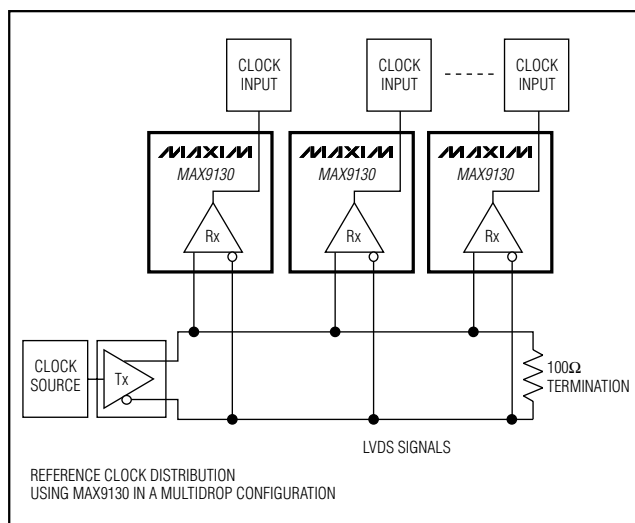 CLOCK
INPUT
CLOCK
INPUT
CLOCK
INPUT
MAXIM
MAX9130
MAXIM
MAX9130
MAXIM
MAX9130
Rx
Rx
Rx
CLOCK
SOURCE
Tx
100Ω
TERMINATION
LVDS SIGNALS
REFERENCE CLOCK DISTRIBUTION
USING MAX9130 IN A MULTIDROP CONFIGURATION